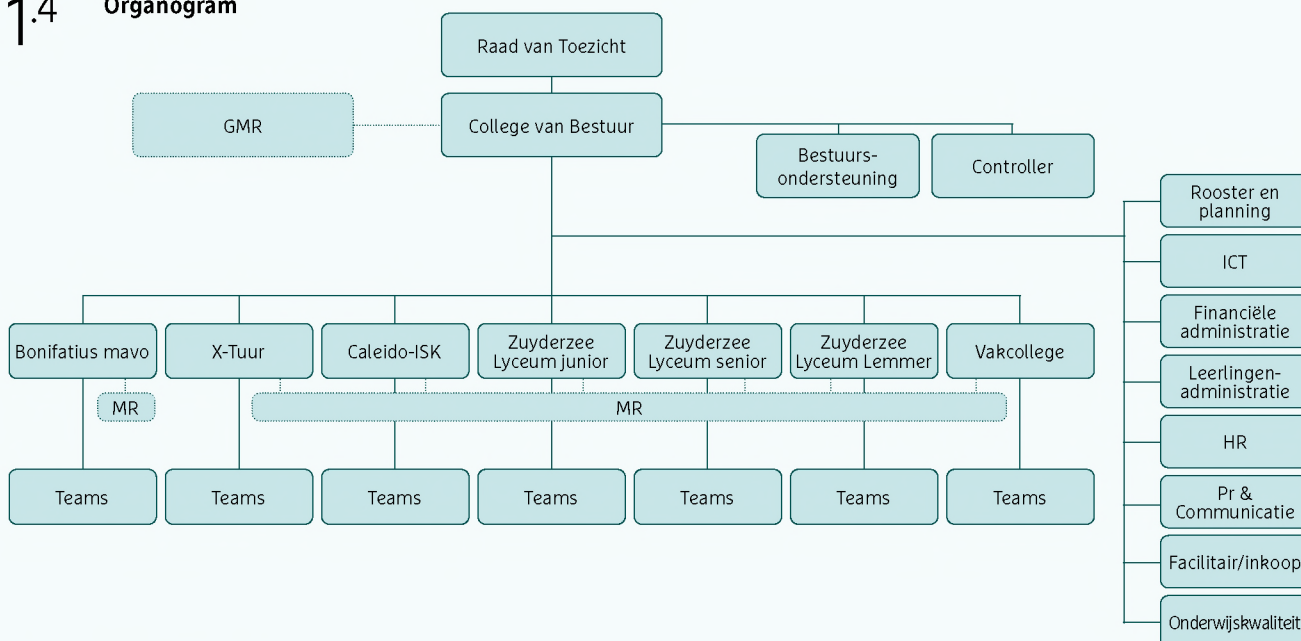 1.4 Organogram
Raad van Toezicht
GMR
College van Bestuur
Bestuurs-
ondersteuning
Controller
Rooster en
planning
ICT
Financiële
administratie
Leerlingen-
administratie
HR
Pr &
Communicatie
Facilitair/inkoop
Onderwijskwaliteit
Bonifatius mavo
X-Tuur
Caleido-ISK
Zuyderzee
Lyceum junior
Zuyderzee
Lyceum senior
Zuyderzee
Lyceum Lemmer
Vakcollege
MR
MR
Teams
Teams
Teams
Teams
Teams
Teams
Teams